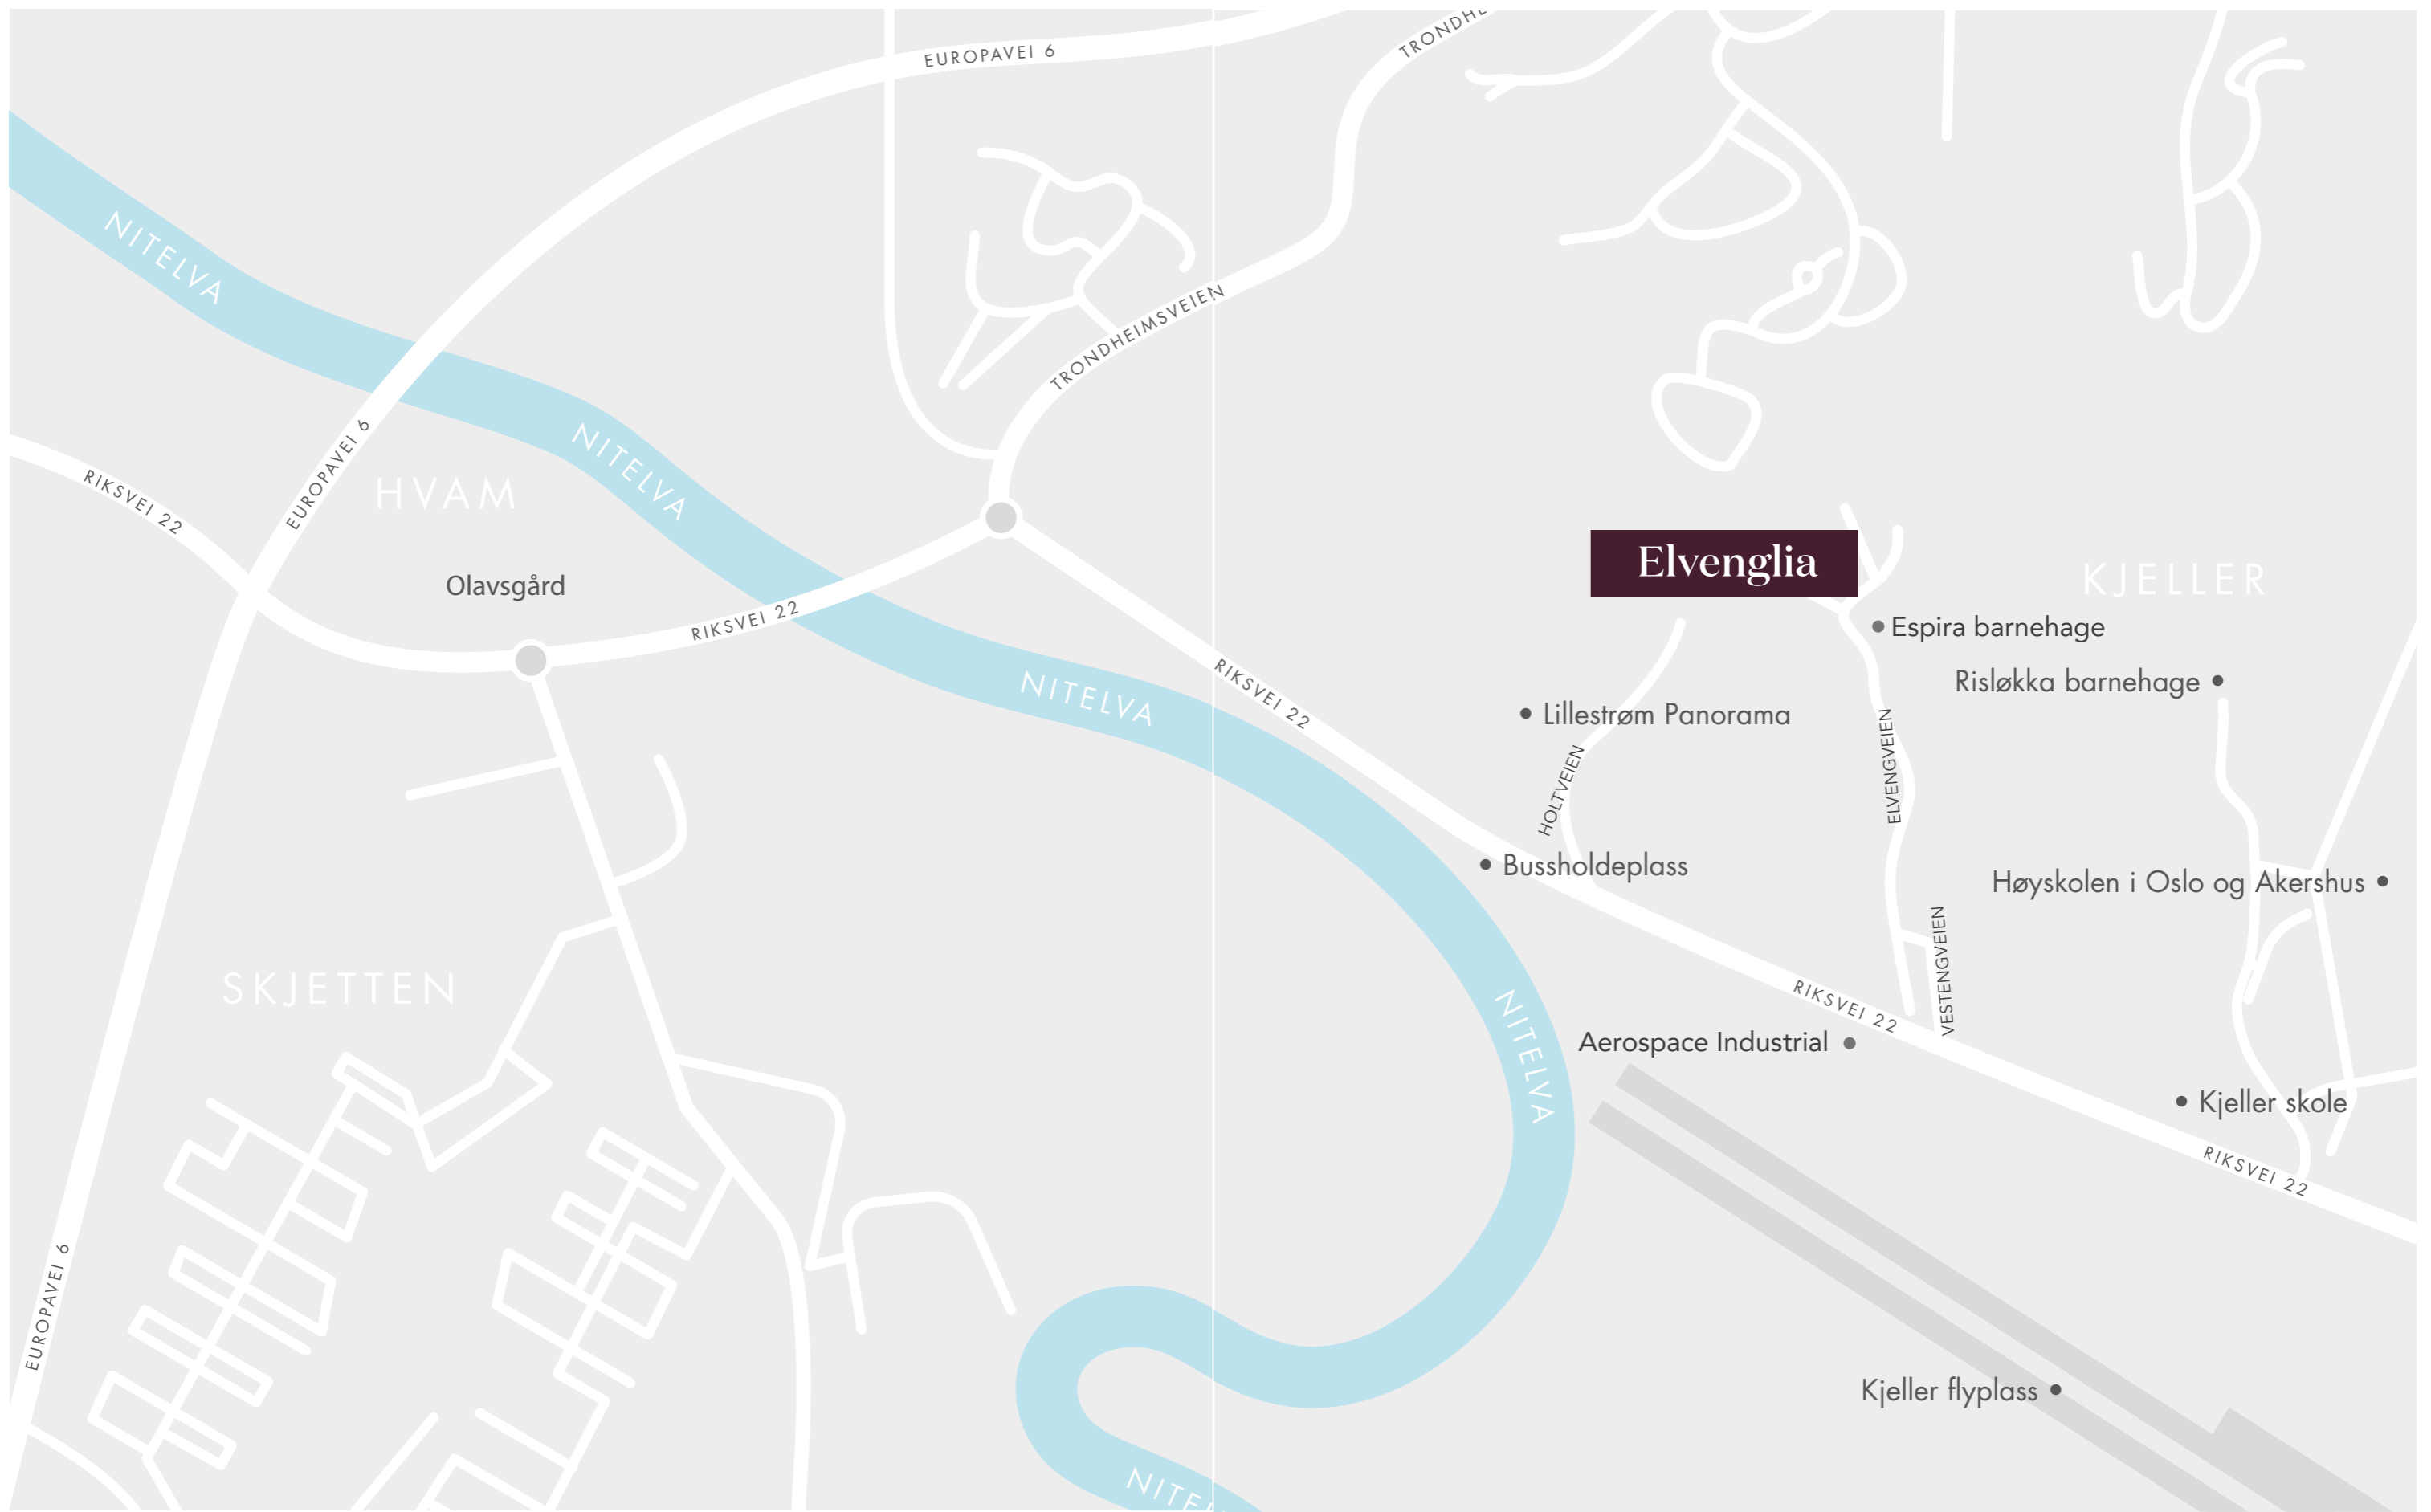 TRONDHE
EUROPAVEI 6
NITELVA
TRONDHEIMSVEIEN
EUROPAVEI 6
RIKSVEI 22
HVAM
NITELVA
Elvenglia
KJELLER
Olavsgård
RIKSVEI 22
Espira barnehage
NITELVA
RIKSVEI 22
Risløkka barnehage
Lillestrøm Panorama
HOLTVEIEN
ELVENGVEIEN
Bussholdeplass
Høyskolen i Oslo og Akershus
VESTENGVEIEN
SKJETTEN
RIKSVEI 22
NITELVA
Aerospace Industrial
Kjeller skole
RIKSVEI 22
EUROPAVEI 6
Kjeller flyplass
NITEL